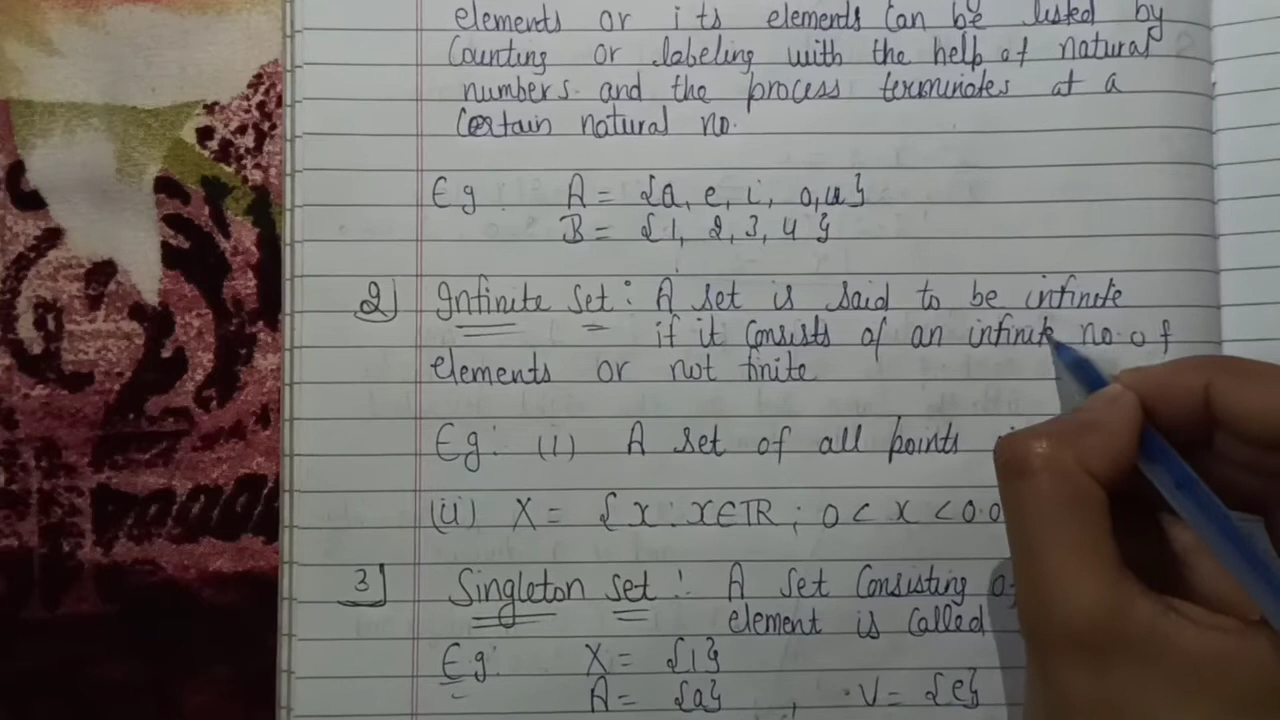 elements or its elements can be listed by
Counting or labeling with the help of natural
numbers and the process terminates at a
Certain natural no.
Eg. A = {a, e, i, o, u}
B = {1, 2, 3, 4}
2) Infinite set : A set is said to be infinite
if it consists of an infinite no. of
elements or not finite
Eg: (i) A set of all points
(ii) X = {x : x∈IR ; 0 < x < 0.0
3) Singleton set : A set Consisting of
element is called
Eg: X = {1}
A = {a} , V = {e}